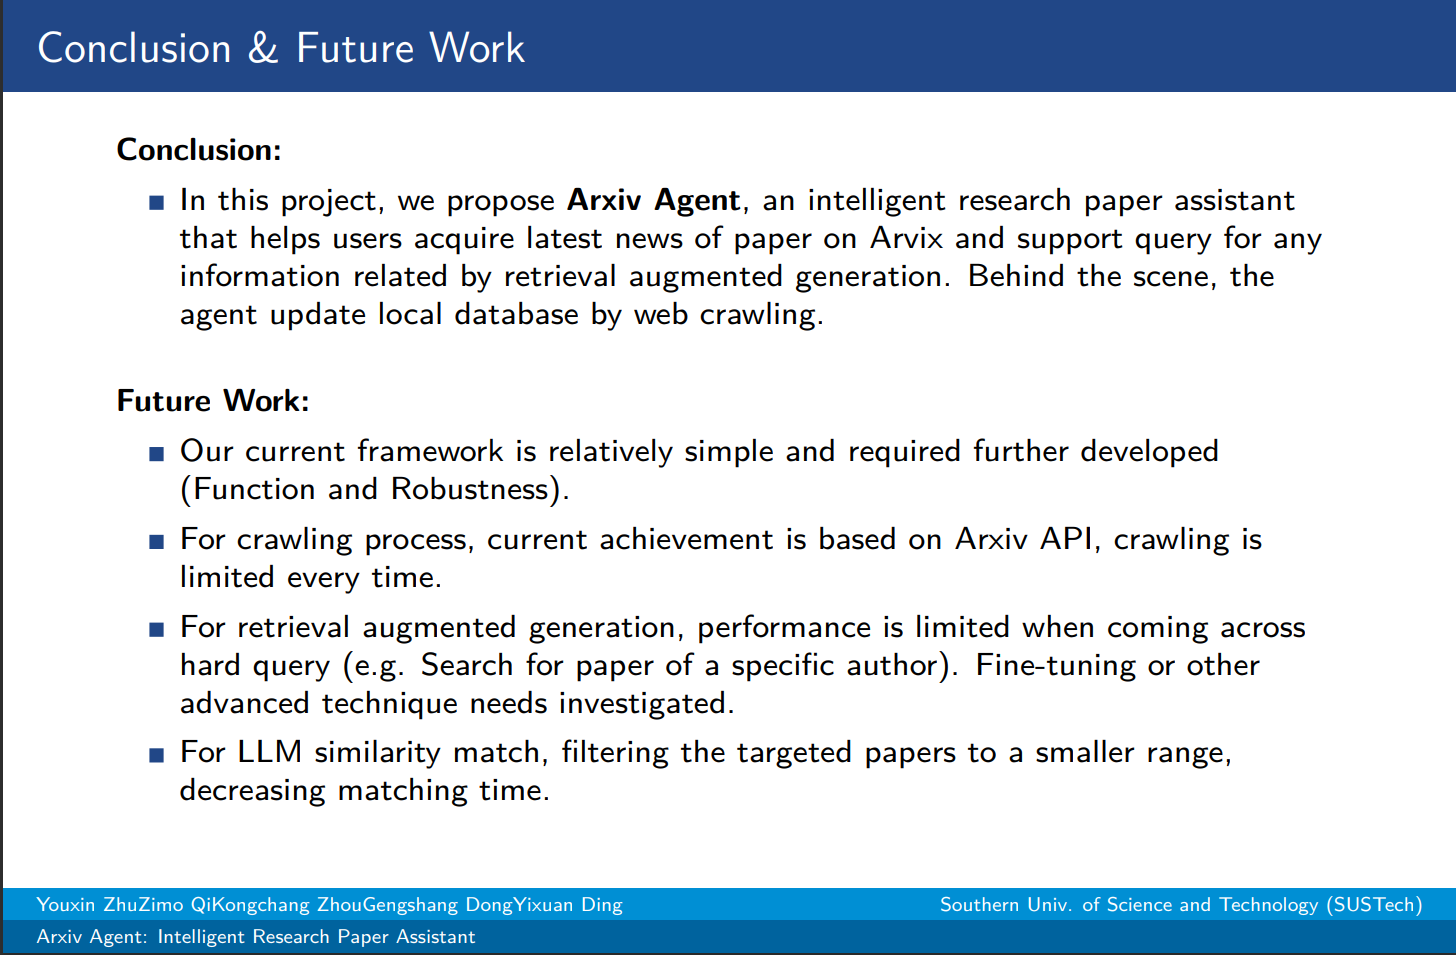 Conclusion & Future Work
Conclusion:
In this project, we propose Arxiv Agent, an intelligent research paper assistant
that helps users acquire latest news of paper on Arvix and support query for any
information related by retrieval augmented generation. Behind the scene, the
agent update local database by web crawling.
Future Work:
Our current framework is relatively simple and required further developed
(Function and Robustness).
For crawling process, current achievement is based on Arxiv API, crawling is
limited every time.
For retrieval augmented generation, performance is limited when coming across
hard query (e.g. Search for paper of a specific author). Fine-tuning or other
advanced technique needs investigated.
For LLM similarity match, filtering the targeted papers to a smaller range,
decreasing matching time.
Youxin ZhuZimo QiKongchang ZhouGengshang DongYixuan Ding
Southern Univ. of Science and Technology (SUSTech)
Arxiv Agent: Intelligent Research Paper Assistant